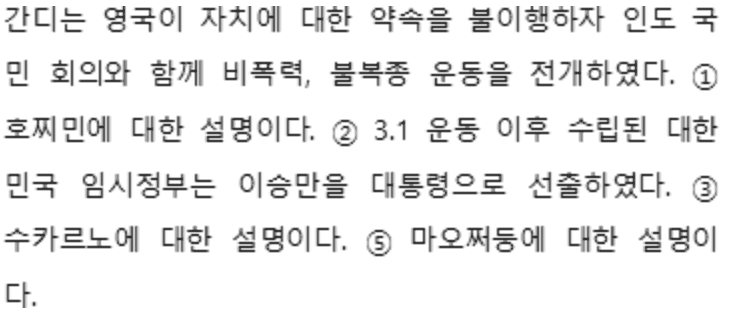 간디는 영국이 자치에 대한 약속을 불이행하자 인도 국
민 회의와 함께 비폭력, 불복종 운동을 전개하였다. ①
호찌민에 대한 설명이다. ② 3.1 운동 이후 수립된 대한
민국 임시정부는 이승만을 대통령으로 선출하였다. ③
수카르노에 대한 설명이다. ⑤ 마오쩌둥에 대한 설명이
다.